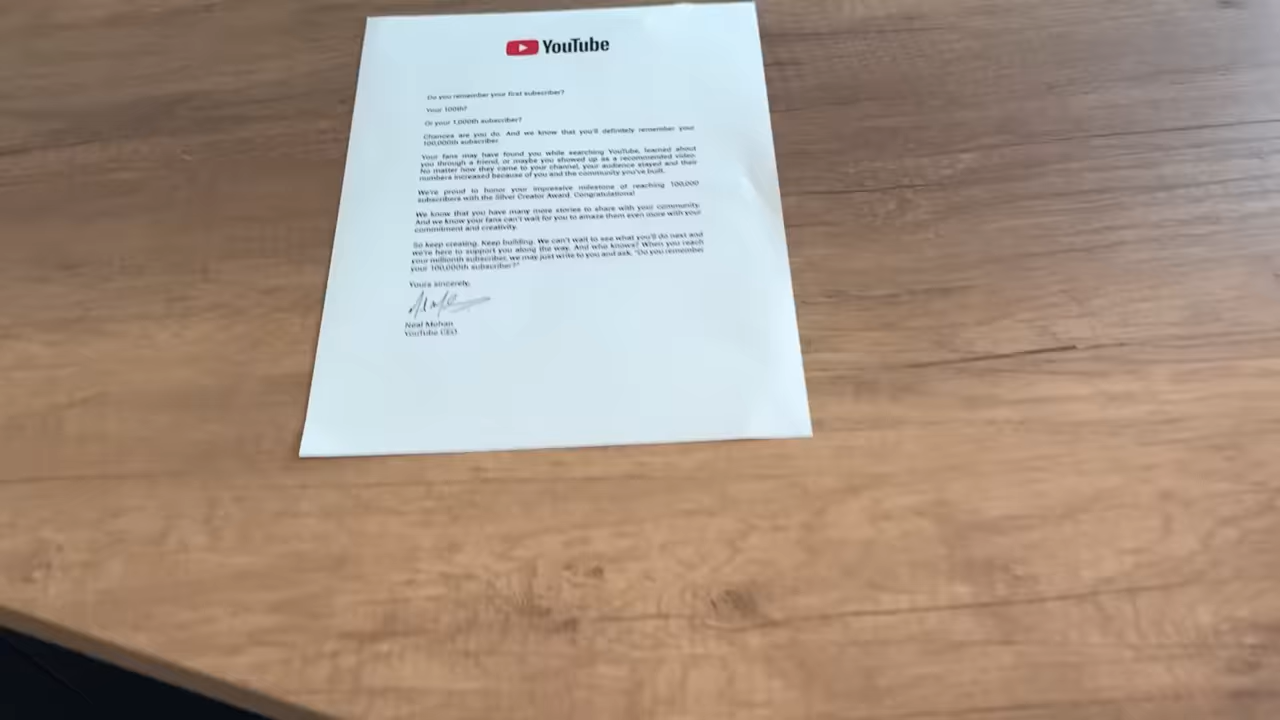 YouTube
Do you remember your first subscriber?
Your 100th?
Or your 1,000th subscriber?
Chances are you do. And we know that you'll definitely remember your
100,000th subscriber.
Your fans may have found you while searching YouTube, learned about
you through a friend, or maybe you showed up as a recommended video.
No matter how they came to your channel, your audience stayed and their
numbers increased because of you and the community you've built.
We're proud to honor your impressive milestone of reaching 100,000
subscribers with the Silver Creator Award. Congratulations!
We know that you have many more stories to share with your community.
And we know your fans can't wait for you to amaze them even more with your
commitment and creativity.
So keep creating. Keep building. We can't wait to see what you'll do next and
we're here to support you along the way. And who knows? When you reach
your millionth subscriber, we may just write to you and ask, "Do you remember
your 100,000th subscriber?"
Yours sincerely,
Neal Mohan
YouTube CEO